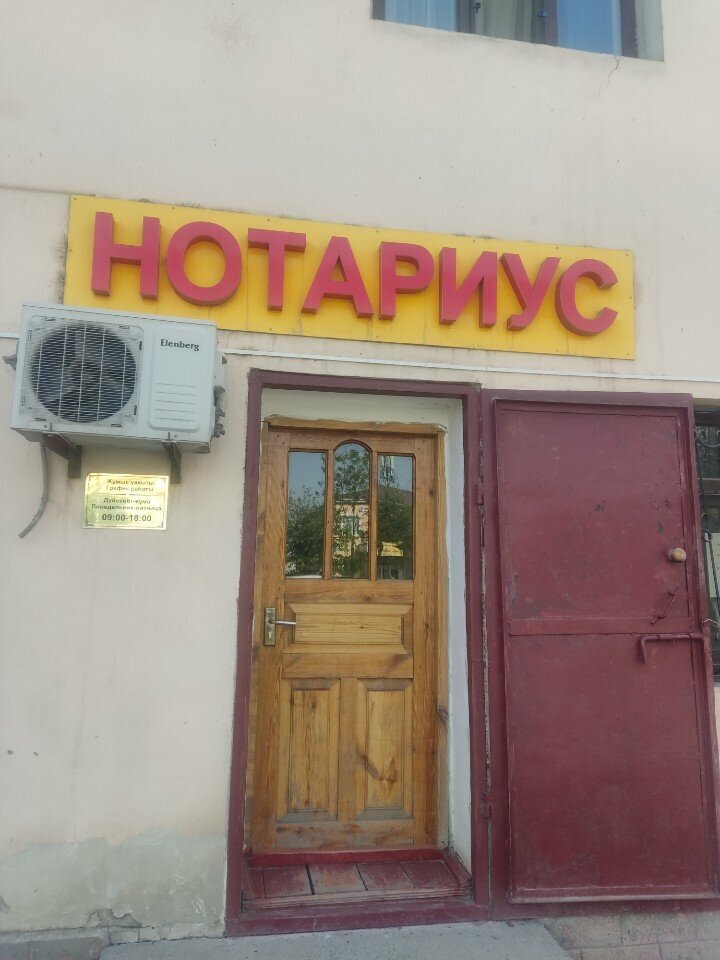 НОТАРИУС
Elenberg
Жұмыс уақыты
График работы
Дүйсенбі-жұма
Понедельник-пятница
09:00-18:00